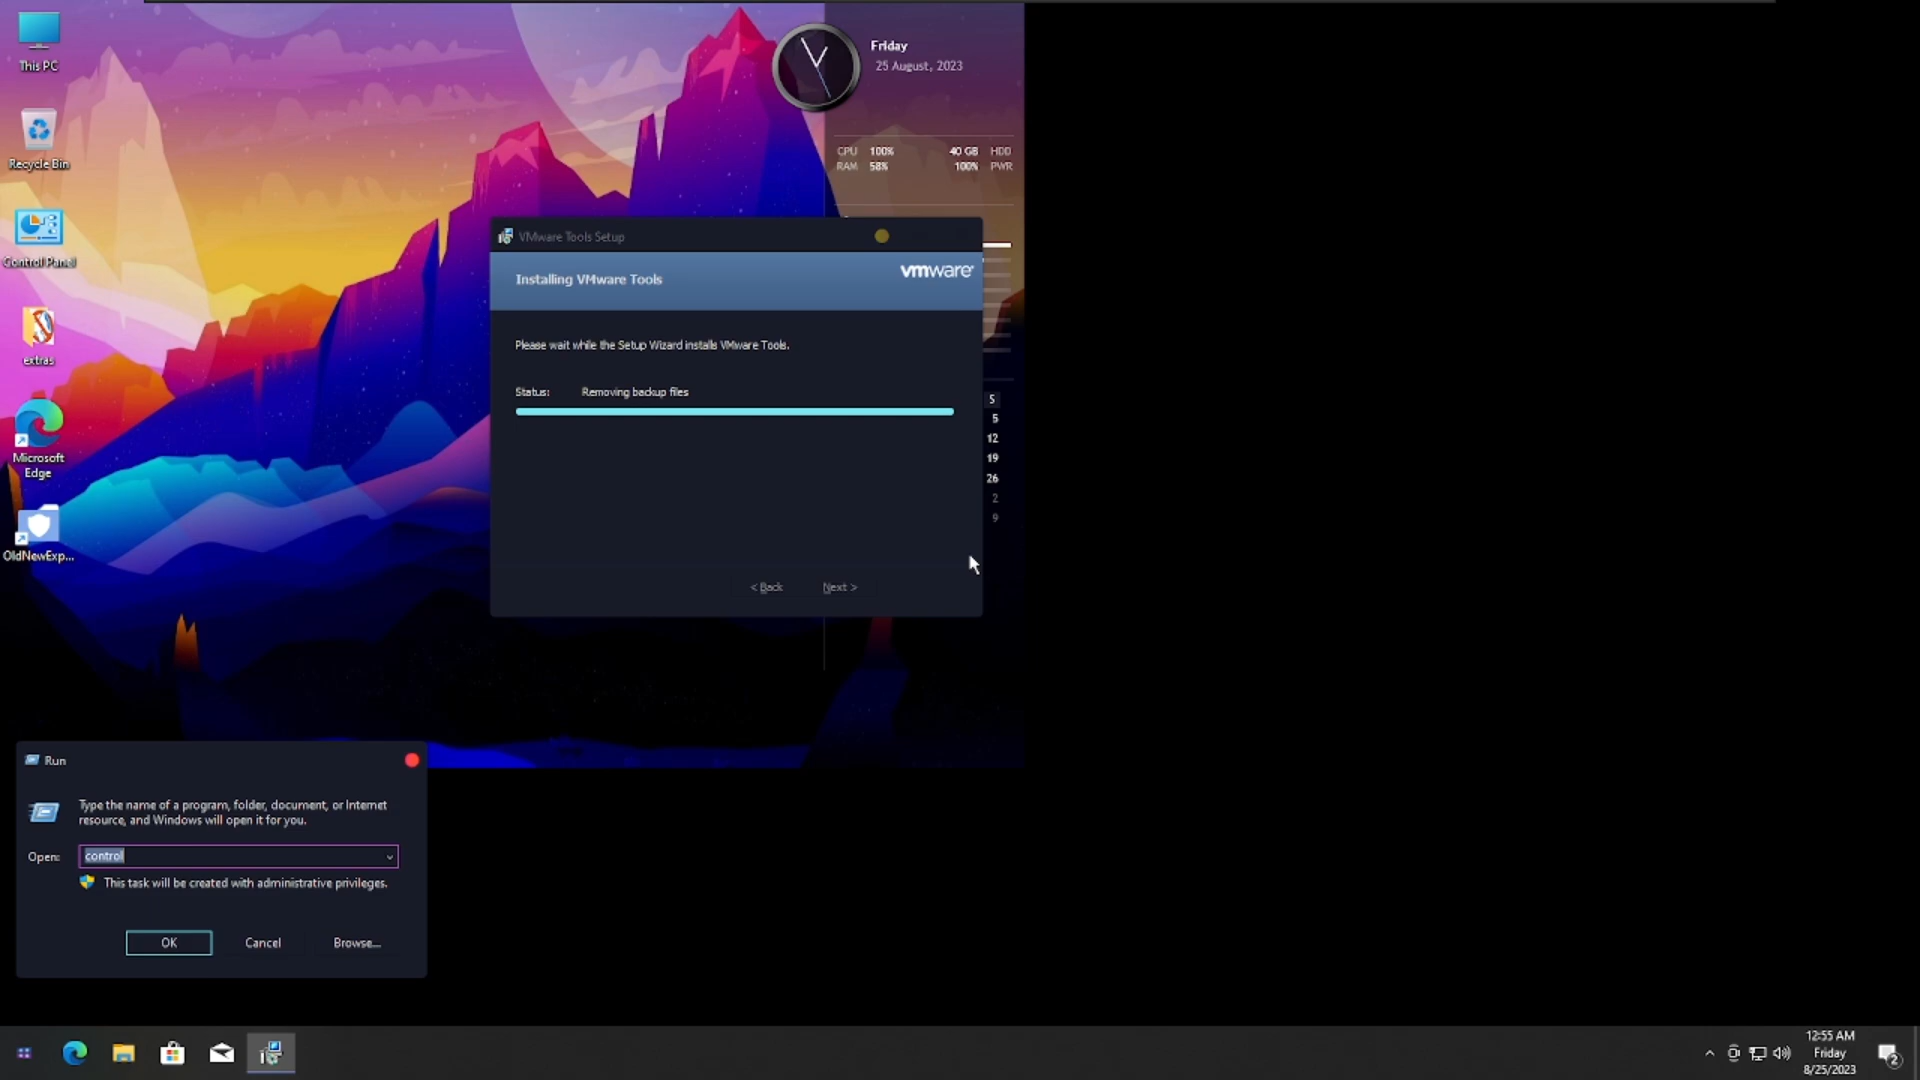 This PC
Recycle Bin
Control Panel
extras
Microsoft
Edge
OldNewExp...
Friday
25 August, 2023
CPU 100% 40 GB HDD
RAM 58% 100% PWR
VMware Tools Setup
Installing VMware Tools
vmware
Please wait while the Setup Wizard installs VMware Tools.
Status: Removing backup files
< Back Next >
S
5
12
19
26
2
9
Run
Type the name of a program, folder, document, or Internet
resource, and Windows will open it for you.
Open: control
This task will be created with administrative privileges.
OK Cancel Browse...
12:55 AM
Friday
8/25/2023
2